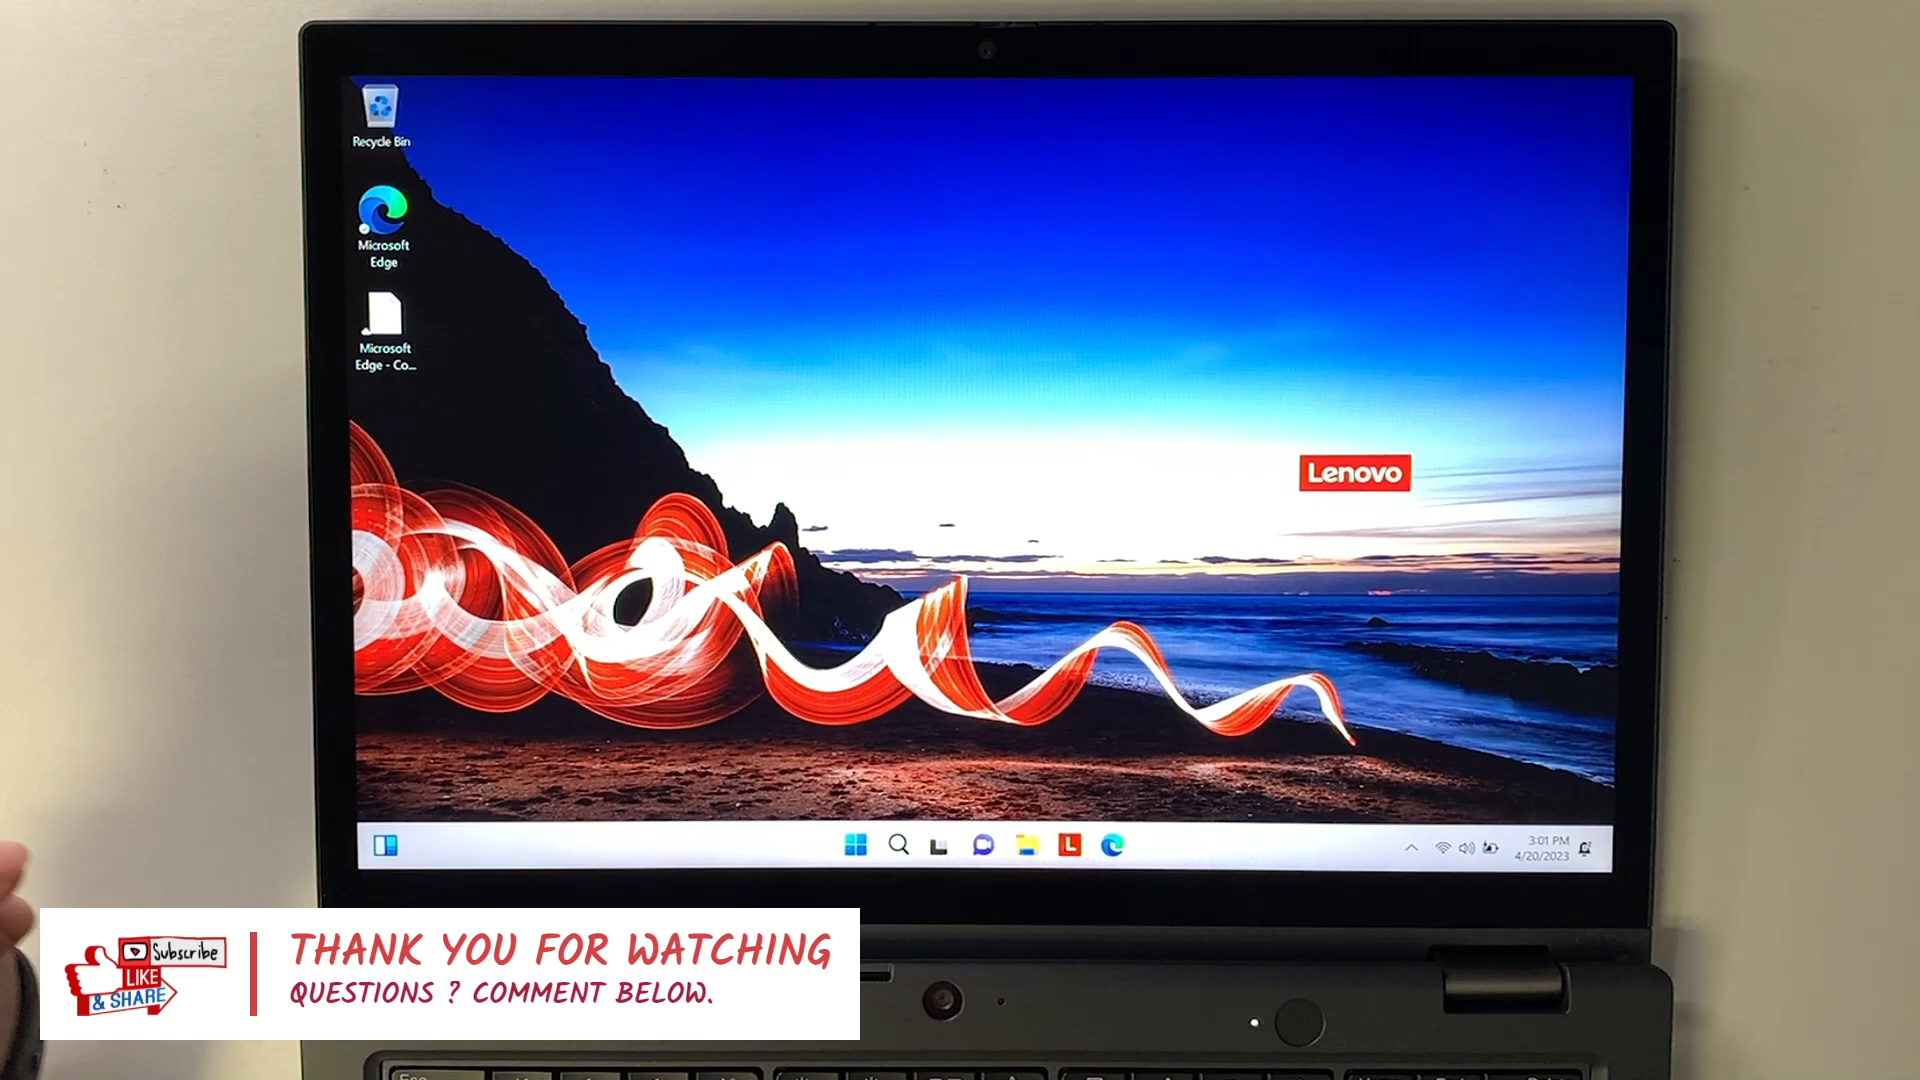 Recycle Bin
Microsoft
Edge
Microsoft
Edge - Co...
Lenovo
L
3:01 PM
4/20/2023
Subscribe
LIKE
& SHARE
THANK YOU FOR WATCHING
QUESTIONS ? COMMENT BELOW.
Esc